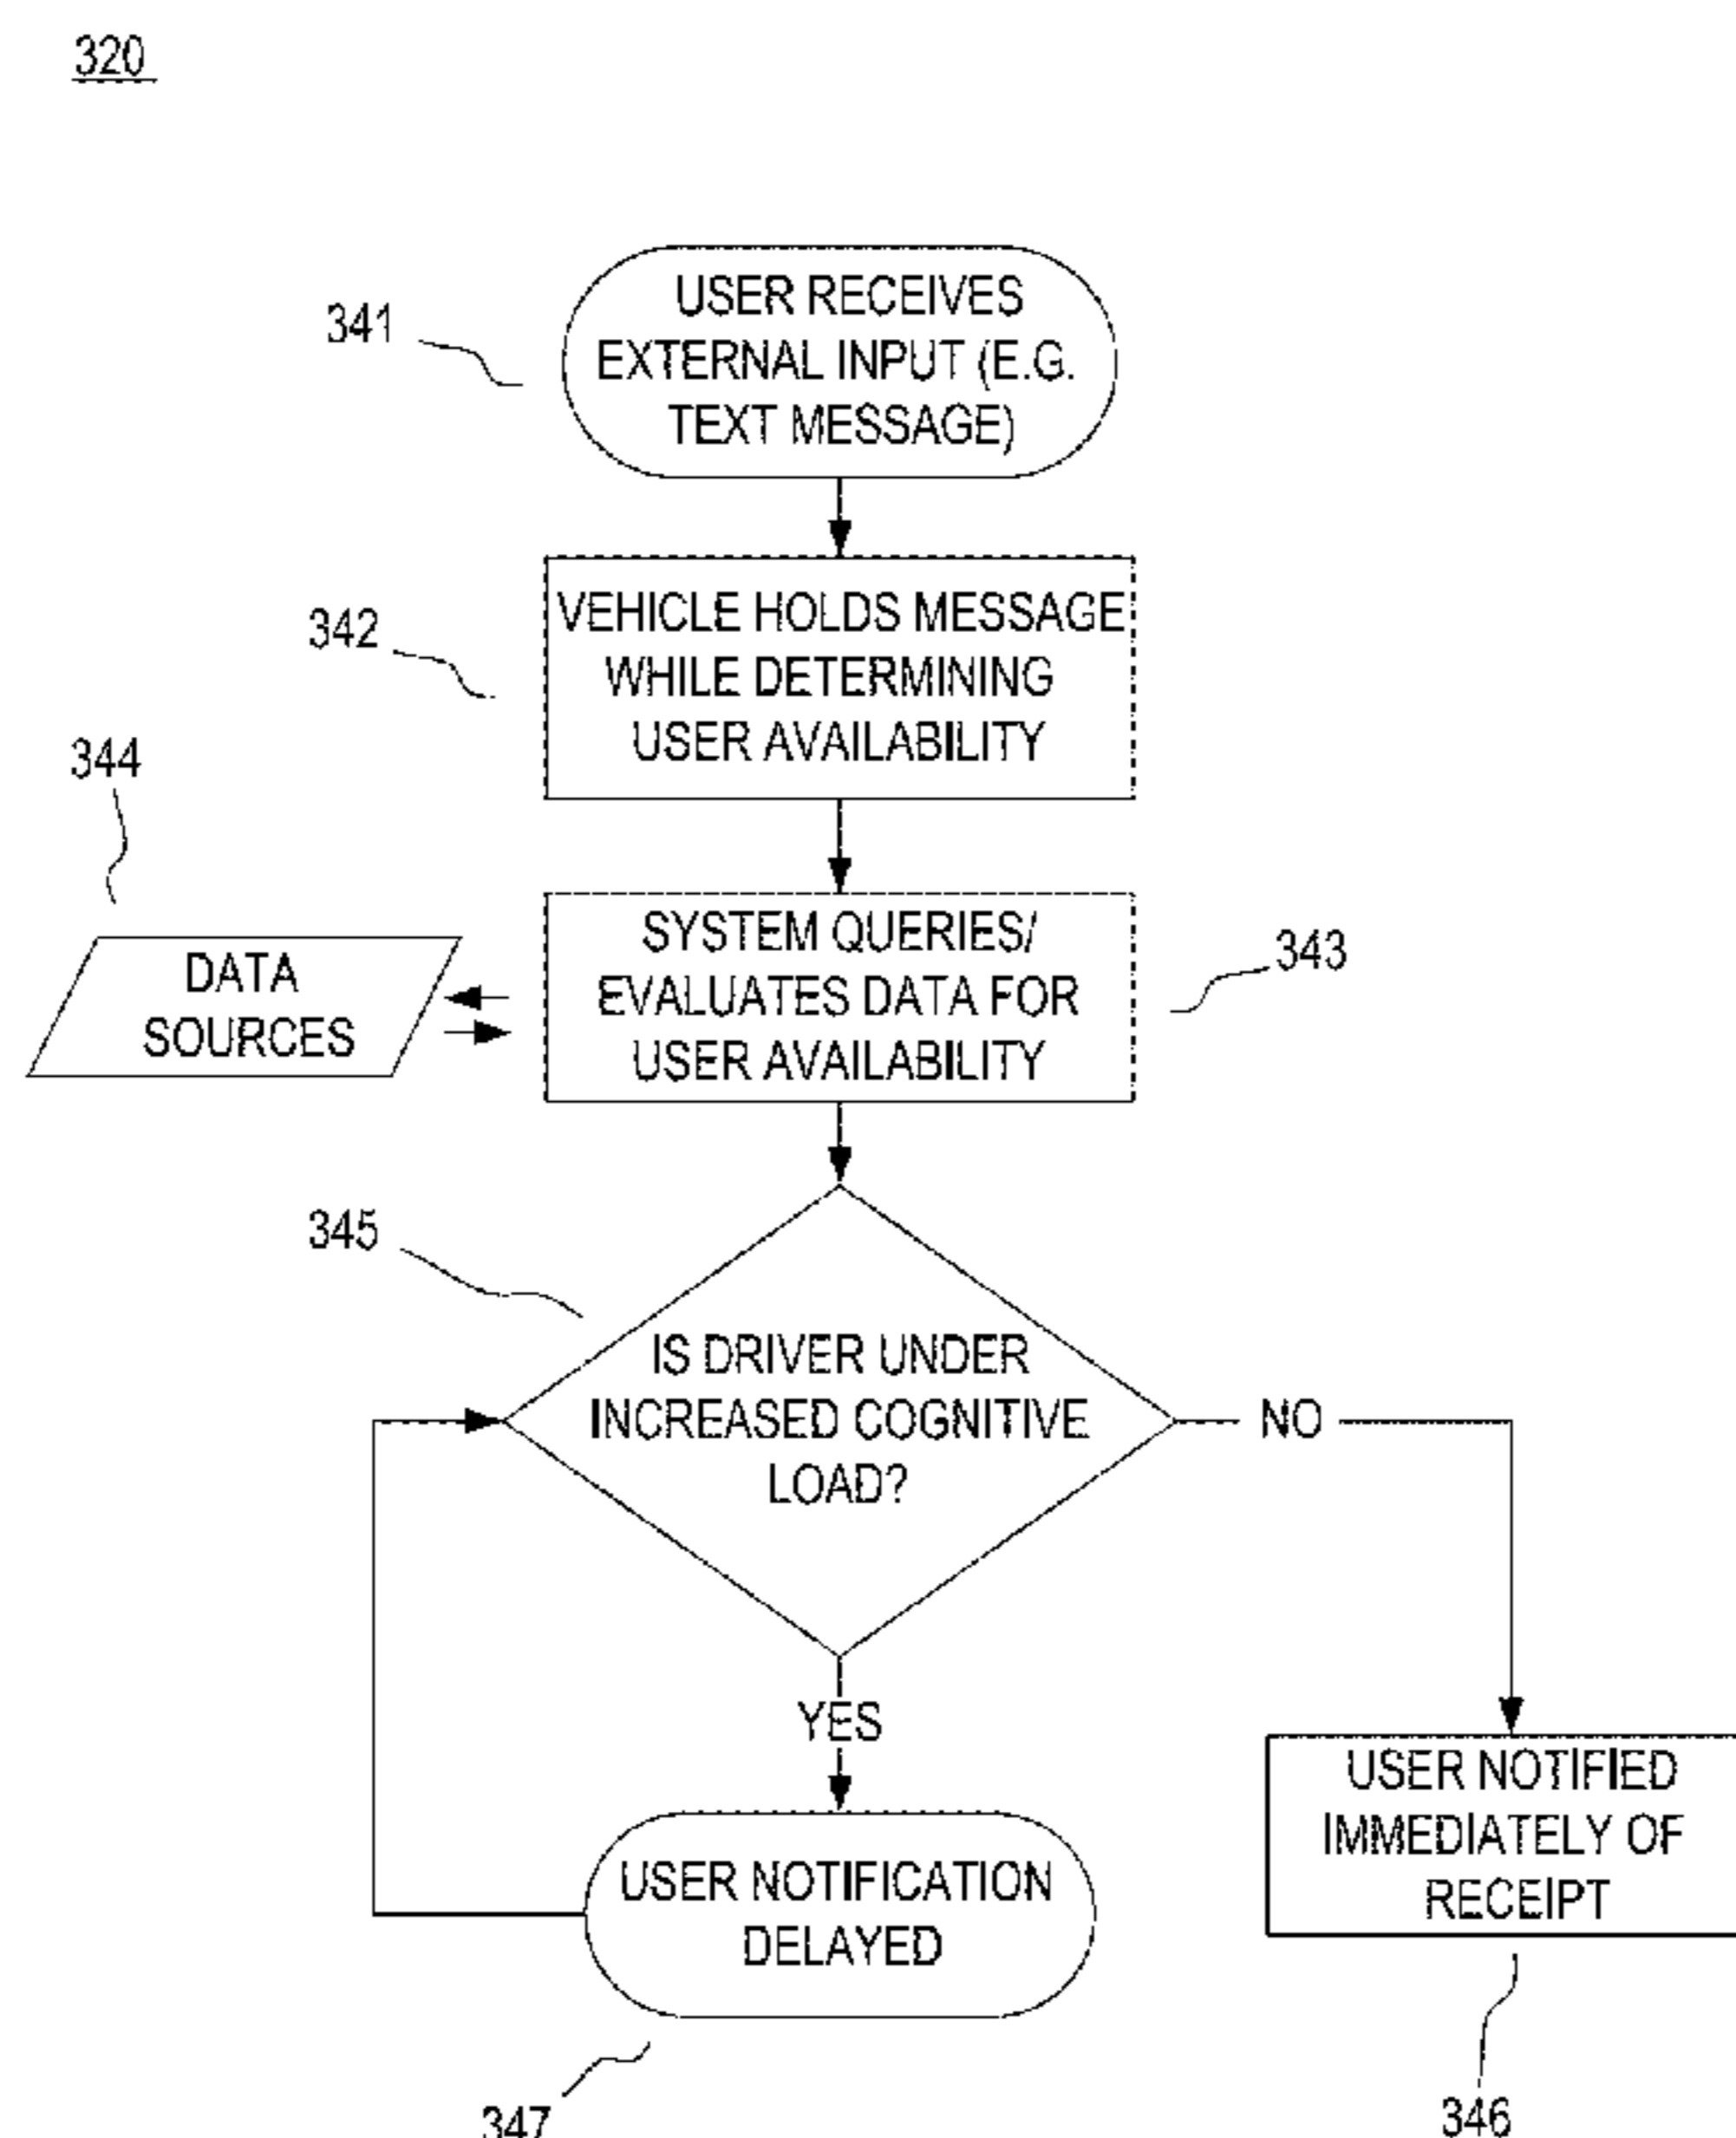 320
341
USER RECEIVES
EXTERNAL INPUT (E.G.
TEXT MESSAGE)
342
VEHICLE HOLDS MESSAGE
WHILE DETERMINING
USER AVAILABILITY
344
DATA
SOURCES
SYSTEM QUERIES/
EVALUATES DATA FOR
USER AVAILABILITY
343
345
IS DRIVER UNDER
INCREASED COGNITIVE
LOAD?
NO
YES
USER NOTIFIED
IMMEDIATELY OF
RECEIPT
USER NOTIFICATION
DELAYED
347
346